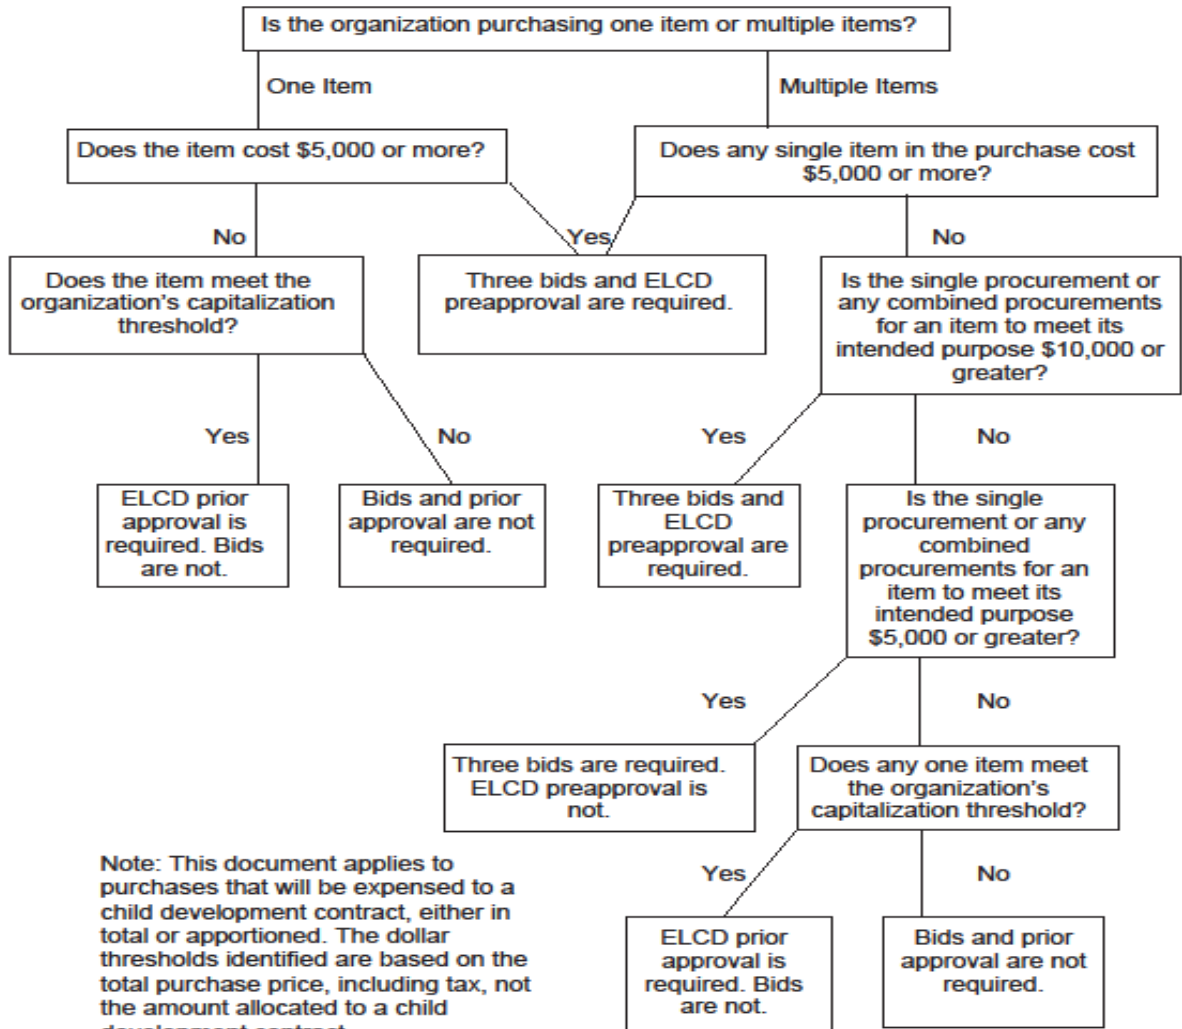 Is the organization purchasing one item or multiple items?
One Item
Multiple Items
Does the item cost $5,000 or more?
Does any single item in the purchase cost
$5,000 or more?
No
Yes
No
Does the item meet the
organization's capitalization
threshold?
Three bids and ELCD
preapproval are required.
Is the single procurement or
any combined procurements
for an item to meet its
intended purpose $10,000 or
greater?
Yes
No
Yes
No
ELCD prior
approval is
required. Bids
are not.
Bids and prior
approval are not
required.
Three bids and
ELCD
preapproval are
required.
Is the single
procurement or any
combined
procurements for an
item to meet its
intended purpose
$5,000 or greater?
Yes
No
Three bids are required.
ELCD preapproval is
not.
Does any one item meet
the organization's
capitalization threshold?
Yes
No
ELCD prior
approval is
required. Bids
are not.
Bids and prior
approval are not
required.
Note: This document applies to
purchases that will be expensed to a
child development contract, either in
total or apportioned. The dollar
thresholds identified are based on the
total purchase price, including tax, not
the amount allocated to a child